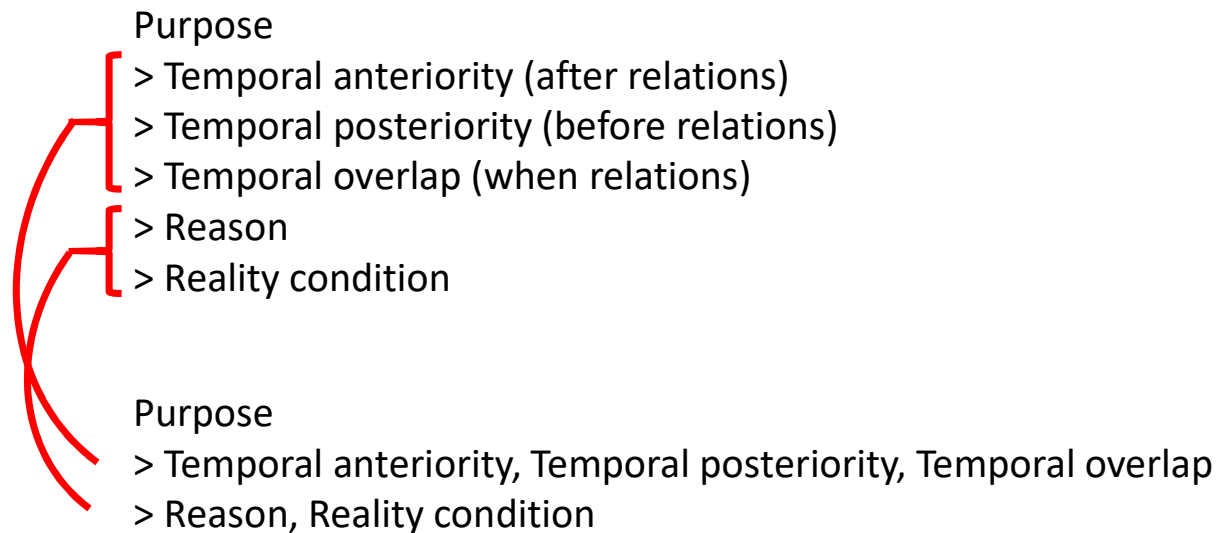 Purpose
> Temporal anteriority (after relations)
> Temporal posteriority (before relations)
> Temporal overlap (when relations)
> Reason
> Reality condition
Purpose
> Temporal anteriority, Temporal posteriority, Temporal overlap
> Reason, Reality condition